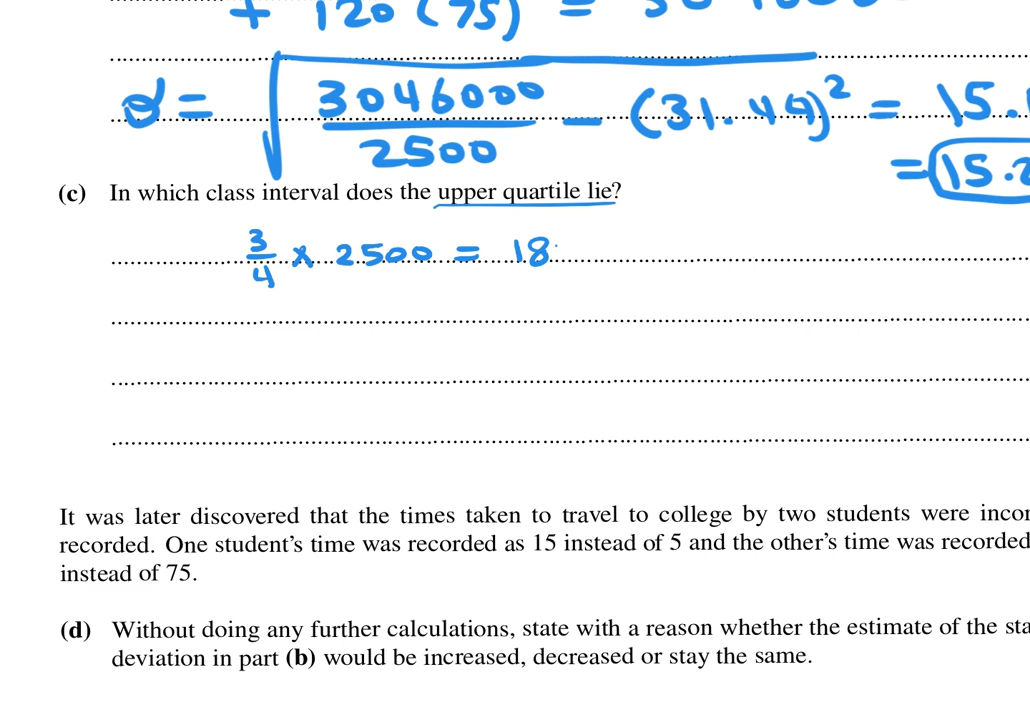 + 120 (75) =
= √ 3046000 / 2500 - (31.44)² = 15.
= 15.2
(c) In which class interval does the upper quartile lie?
3/4 × 2500 = 18
It was later discovered that the times taken to travel to college by two students were
recorded. One student's time was recorded as 15 instead of 5 and the other's time was recorded
instead of 75.
(d) Without doing any further calculations, state with a reason whether the estimate of the
deviation in part (b) would be increased, decreased or stay the same.